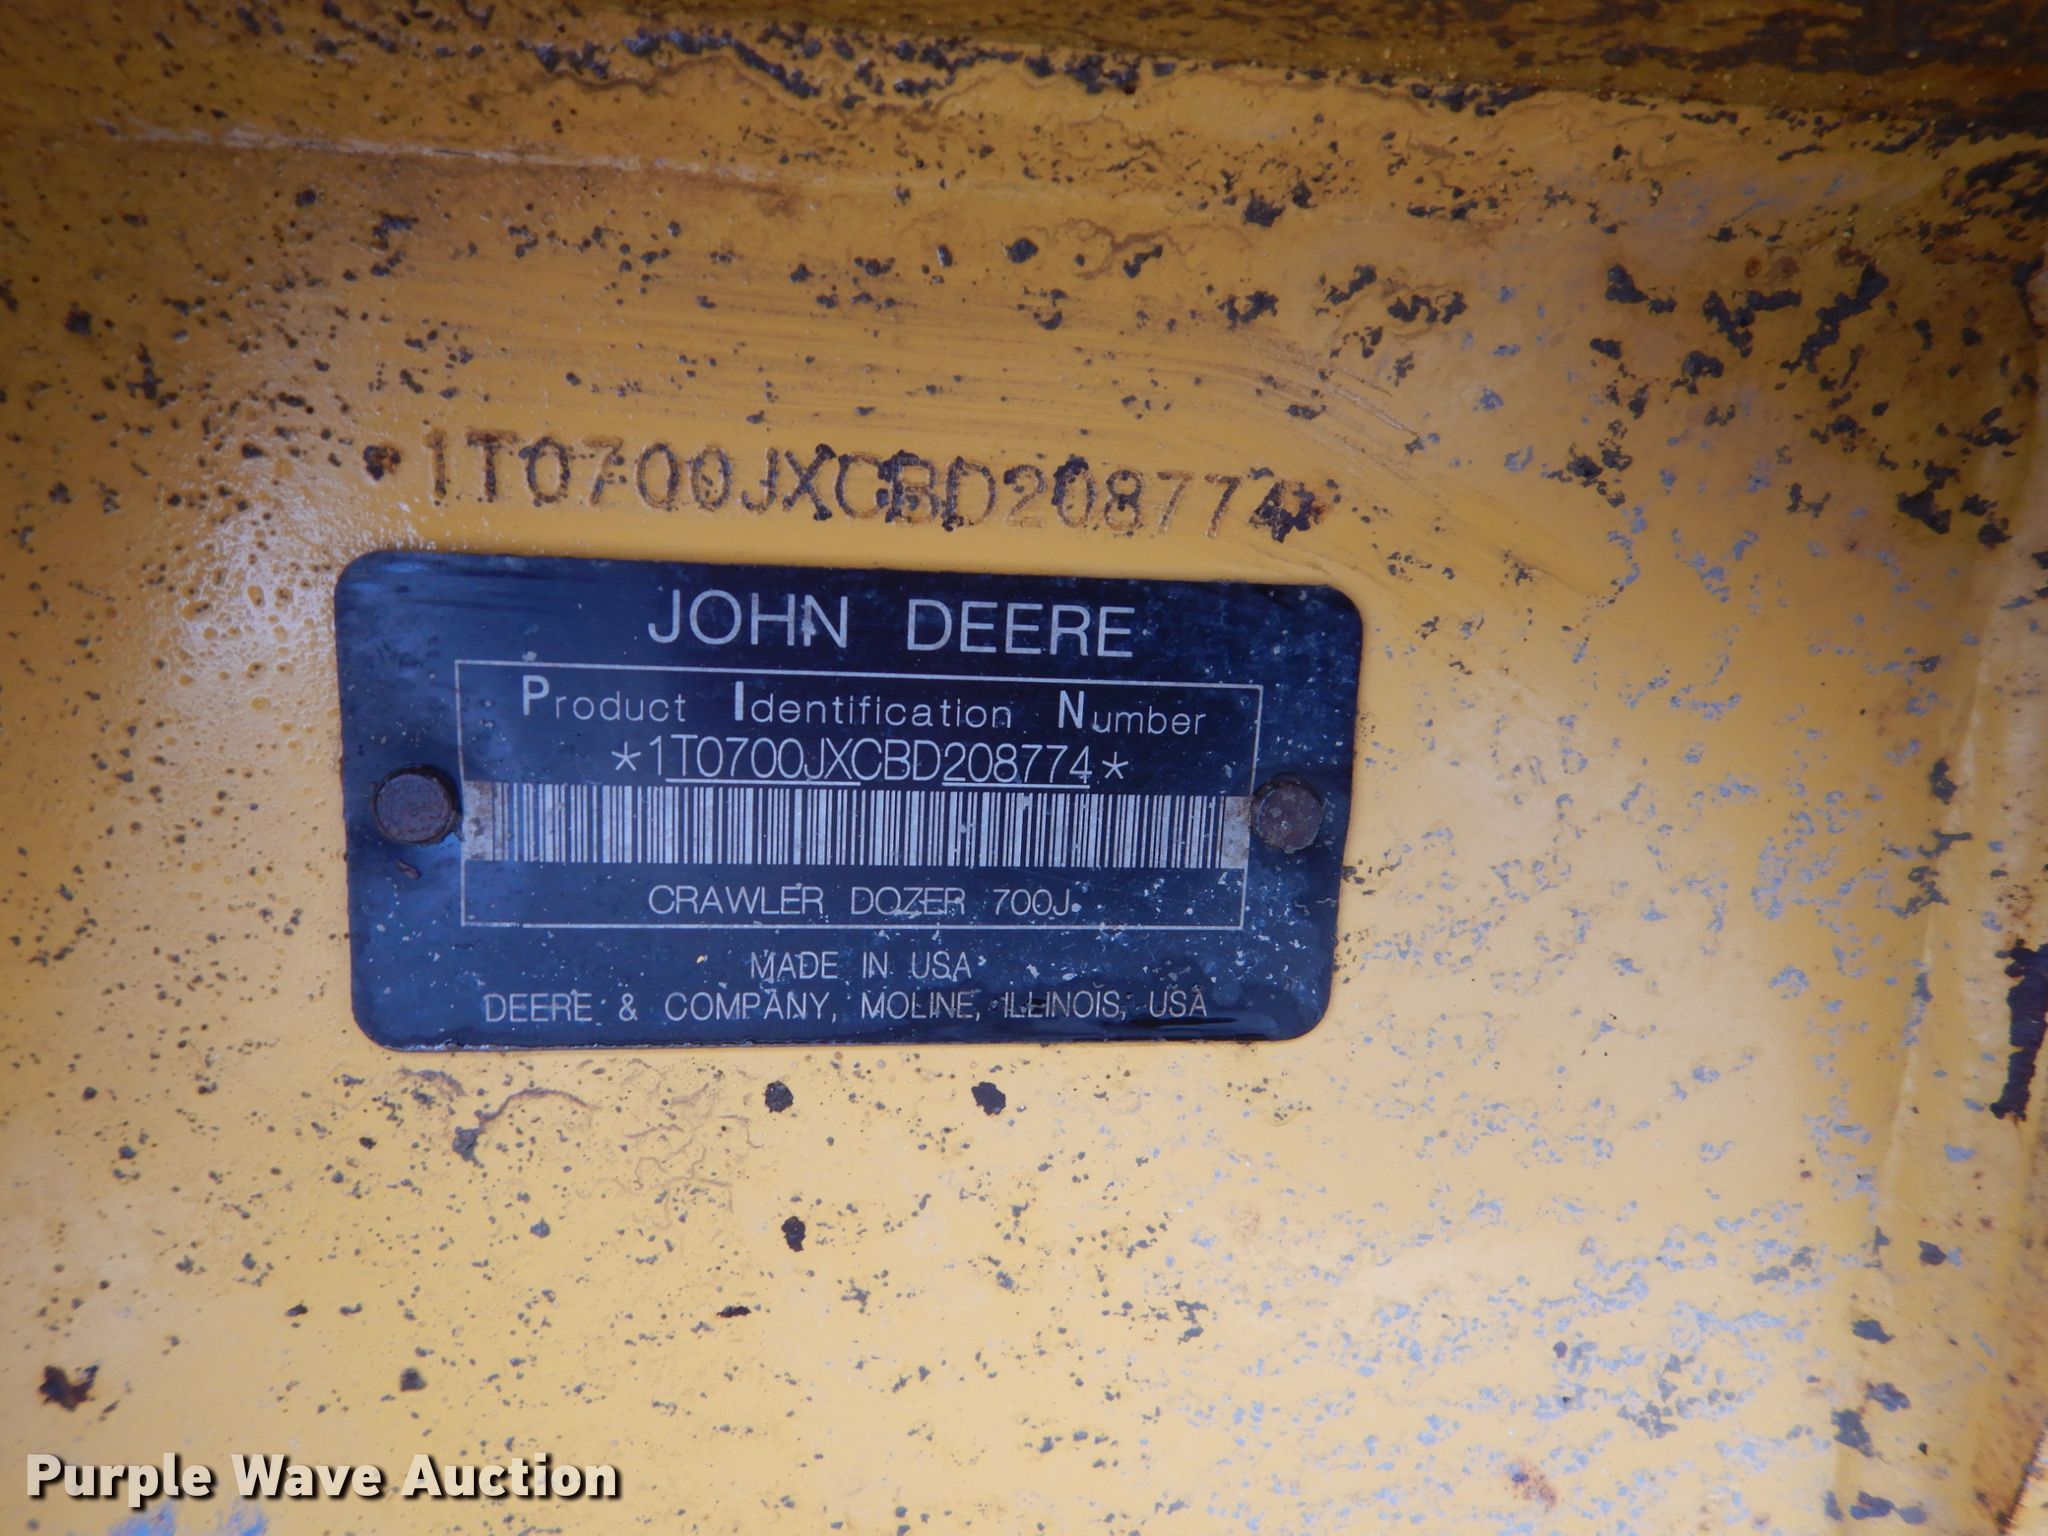 *1T0700JXCBD208774*
JOHN DEERE
Product Identification Number
*1T0700JXCBD208774*
CRAWLER DOZER 700J
MADE IN USA
DEERE & COMPANY, MOLINE, ILLINOIS, USA
Purple Wave Auction